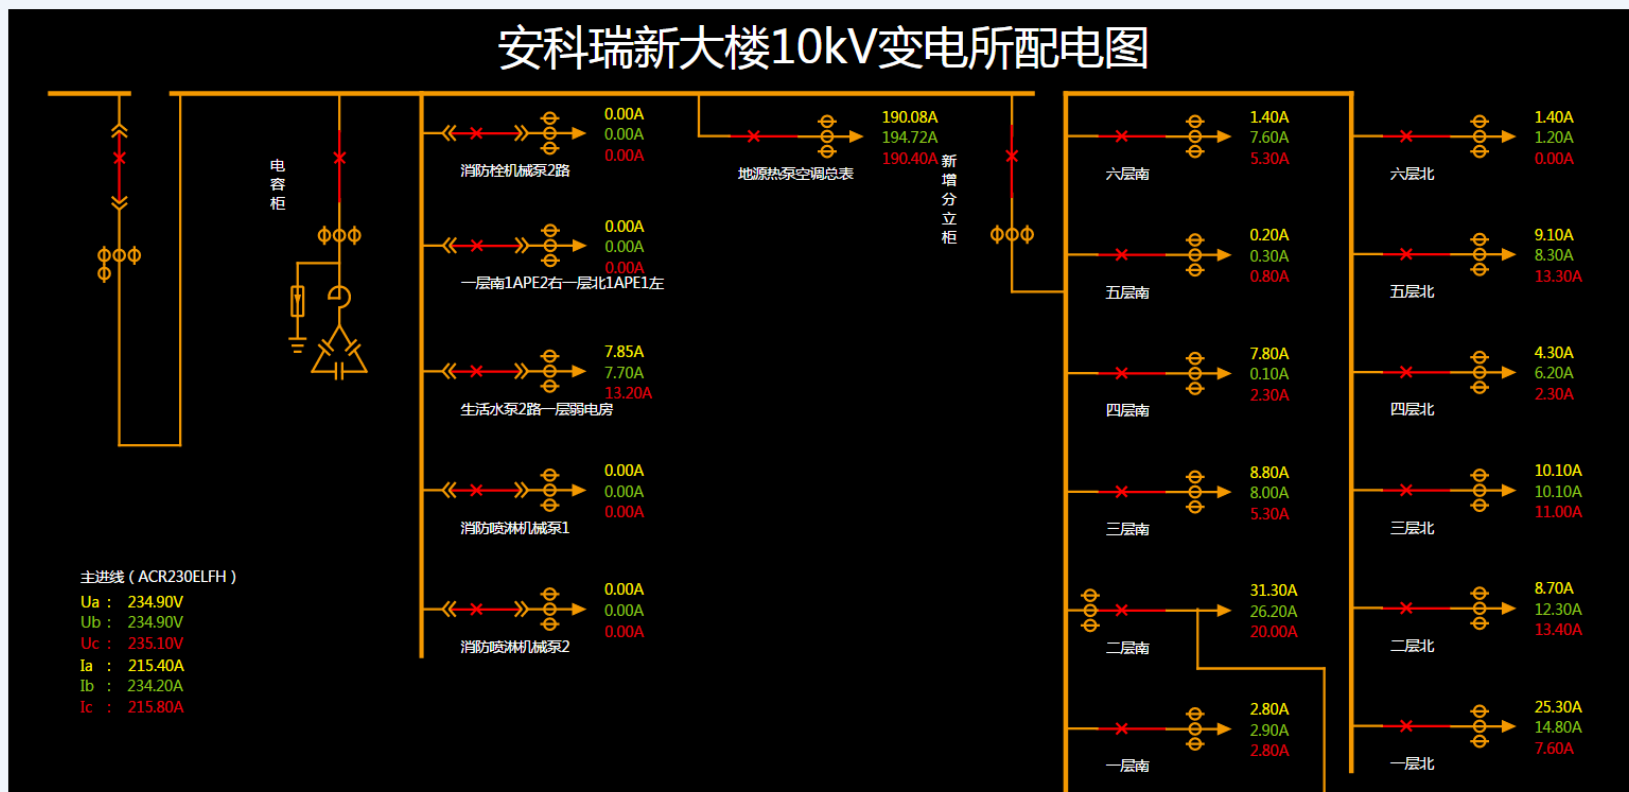 安科瑞新大楼10kV变电所配电图
电容柜
0.00A
0.00A
0.00A
消防栓机械泵2路
0.00A
0.00A
0.00A
一层南1APE2右一层北1APE1左
7.85A
7.70A
13.20A
生活水泵2路一层弱电房
0.00A
0.00A
0.00A
消防喷淋机械泵1
0.00A
0.00A
0.00A
消防喷淋机械泵2
190.08A
194.72A
190.40A
地源热泵空调总表
新增分立柜
1.40A
7.60A
5.30A
六层南
0.20A
0.30A
0.80A
五层南
7.80A
0.10A
2.30A
四层南
8.80A
8.00A
5.30A
三层南
31.30A
26.20A
20.00A
二层南
2.80A
2.90A
2.80A
一层南
1.40A
1.20A
0.00A
六层北
9.10A
8.30A
13.30A
五层北
4.30A
6.20A
2.30A
四层北
10.10A
10.10A
11.00A
三层北
8.70A
12.30A
13.40A
二层北
25.30A
14.80A
7.60A
一层北
主进线（ACR230ELFH）
Ua : 234.90V
Ub : 234.90V
Uc : 235.10V
Ia : 215.40A
Ib : 234.20A
Ic : 215.80A